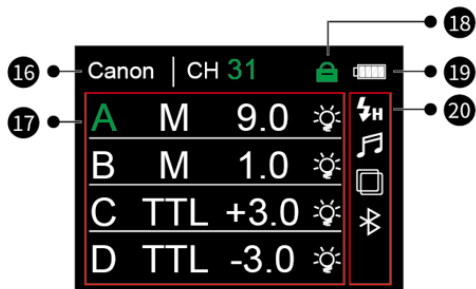 18
16 Canon CH 31 19
17 A M 9.0 H 20
B M 1.0
C TTL +3.0
D TTL -3.0